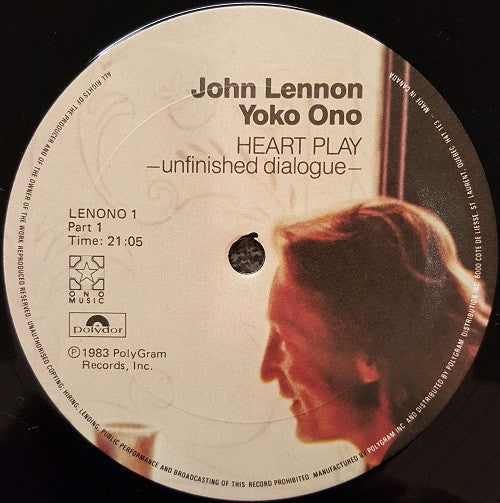 John Lennon
Yoko Ono
HEART PLAY
—unfinished dialogue—
LENONO 1
Part 1
Time: 21:05
ONO
MUSIC
polydor
℗ 1983 PolyGram
Records, Inc.
ALL RIGHTS OF THE PRODUCER AND OF THE OWNER OF THE WORK REPRODUCED RESERVED. UNAUTHORISED COPYING, HIRING, LENDING, PUBLIC PERFORMANCE AND BROADCASTING OF THIS RECORD PROHIBITED. MANUFACTURED BY POLYGRAM INC. AND DISTRIBUTED BY POLYGRAM DISTRIBUTION INC. 6000 COTE DE LIESSE, ST. LAURENT, QUEBEC H4T 1E3 MADE IN CANADA